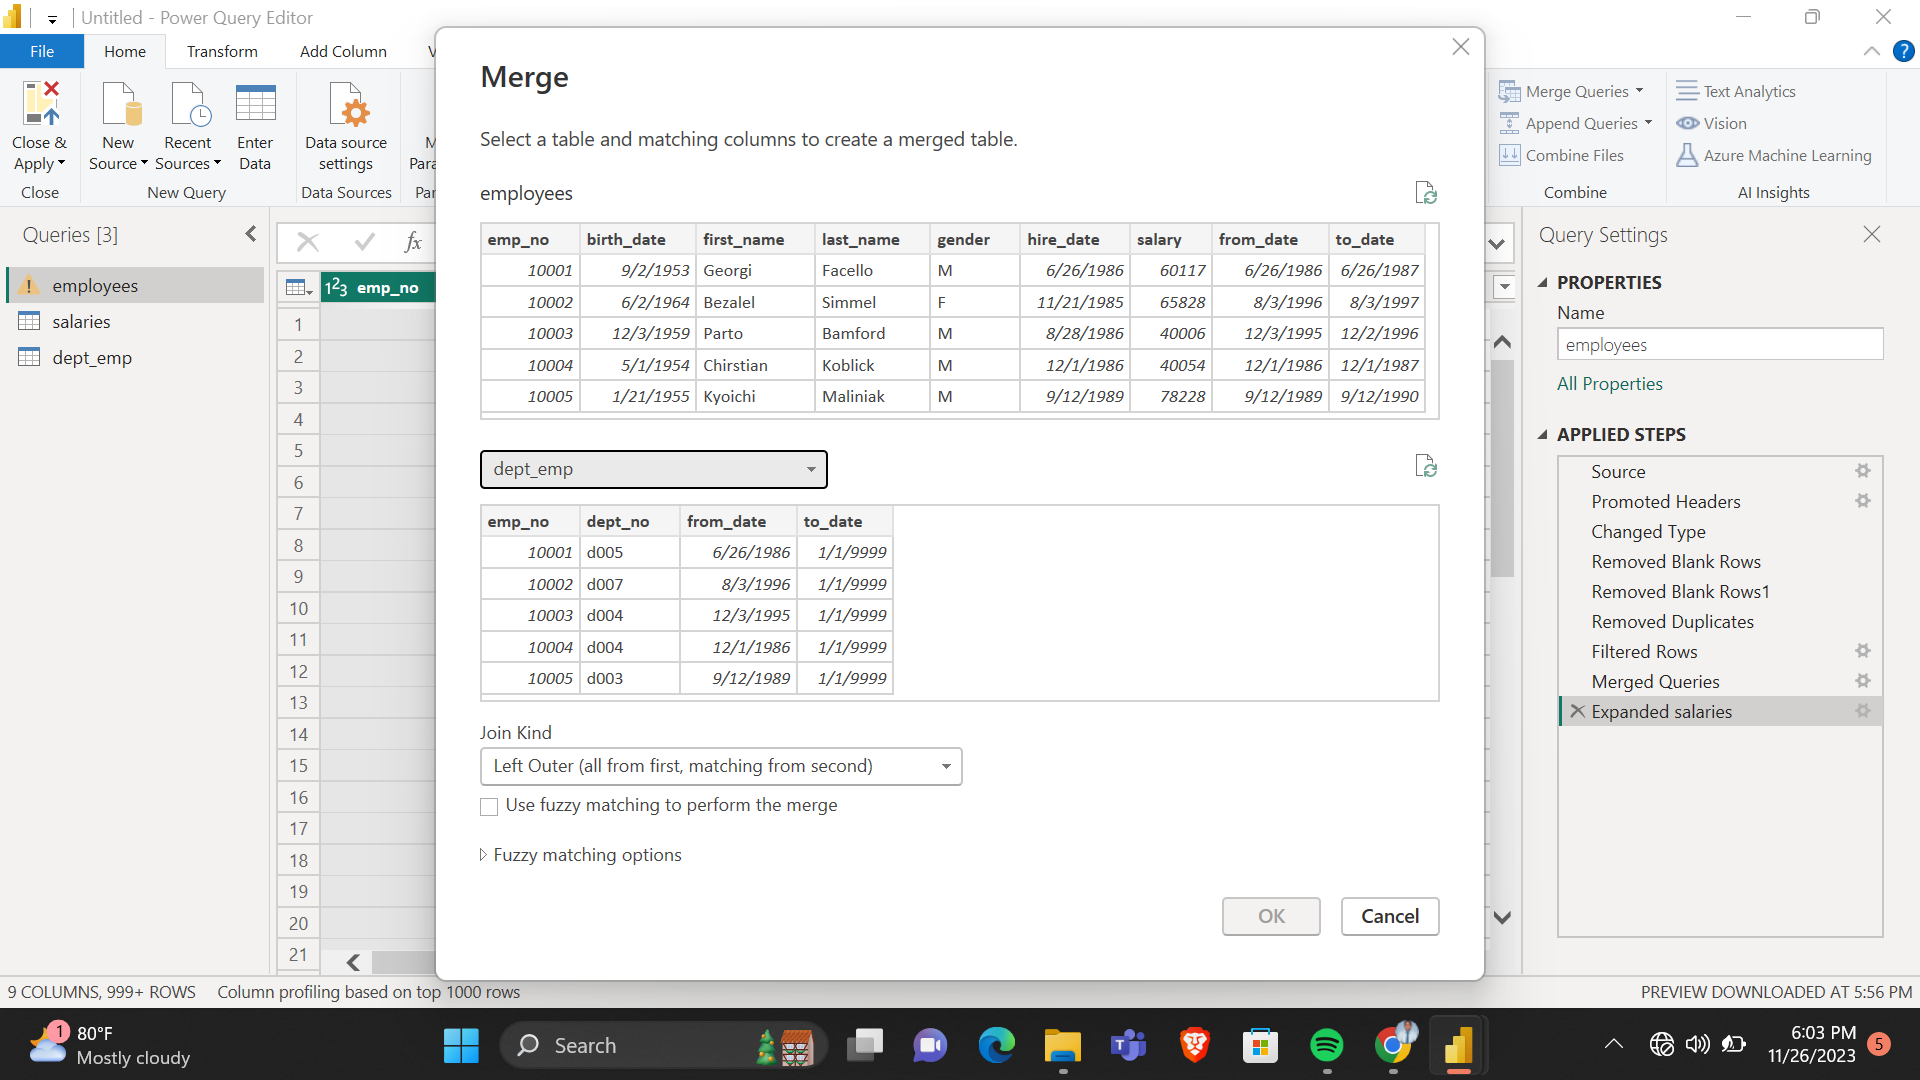 Untitled - Power Query Editor
File Home Transform Add Column V
Close & Apply
Close
New Source
Recent Sources
Enter Data
New Query
Data source settings
Data Sources
M
Para
Par
Merge Queries
Append Queries
Combine Files
Combine
Text Analytics
Vision
Azure Machine Learning
AI Insights
?
Queries [3]
employees
salaries
dept_emp
fx
1²3 emp_no
1
2
3
4
5
6
7
8
9
10
11
12
13
14
15
16
17
18
19
20
21
Merge
Select a table and matching columns to create a merged table.
employees
emp_no birth_date first_name last_name gender hire_date salary from_date to_date
10001 9/2/1953 Georgi Facello M 6/26/1986 60117 6/26/1986 6/26/1987
10002 6/2/1964 Bezalel Simmel F 11/21/1985 65828 8/3/1996 8/3/1997
10003 12/3/1959 Parto Bamford M 8/28/1986 40006 12/3/1995 12/2/1996
10004 5/1/1954 Chirstian Koblick M 12/1/1986 40054 12/1/1986 12/1/1987
10005 1/21/1955 Kyoichi Maliniak M 9/12/1989 78228 9/12/1989 9/12/1990
dept_emp
emp_no dept_no from_date to_date
10001 d005 6/26/1986 1/1/9999
10002 d007 8/3/1996 1/1/9999
10003 d004 12/3/1995 1/1/9999
10004 d004 12/1/1986 1/1/9999
10005 d003 9/12/1989 1/1/9999
Join Kind
Left Outer (all from first, matching from second)
Use fuzzy matching to perform the merge
Fuzzy matching options
OK Cancel
Query Settings
PROPERTIES
Name
employees
All Properties
APPLIED STEPS
Source
Promoted Headers
Changed Type
Removed Blank Rows
Removed Blank Rows1
Removed Duplicates
Filtered Rows
Merged Queries
Expanded salaries
9 COLUMNS, 999+ ROWS Column profiling based on top 1000 rows
PREVIEW DOWNLOADED AT 5:56 PM
1
80°F
Mostly cloudy
Search
6:03 PM
11/26/2023
5